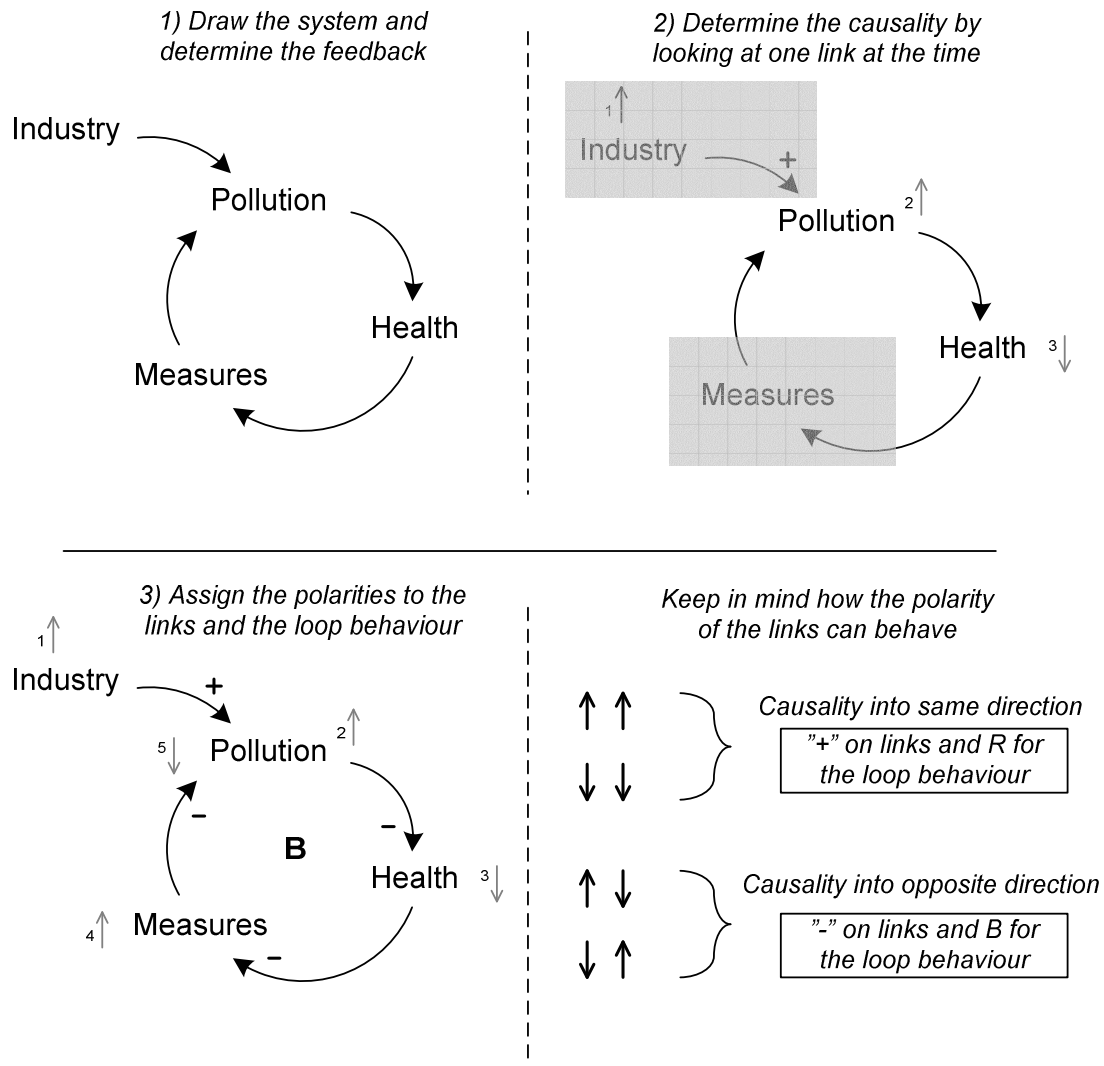 1) Draw the system and
determine the feedback
Industry
Pollution
Health
Measures
2) Determine the causality by
looking at one link at the time
1
Industry
+
Pollution
2
Health
3
Measures
3) Assign the polarities to the
links and the loop behaviour
1
Industry
+
5
Pollution
2
–
–
B
Health
3
4
Measures
–
Keep in mind how the polarity
of the links can behave
Causality into same direction
”+” on links and R for
the loop behaviour
Causality into opposite direction
”-” on links and B for
the loop behaviour